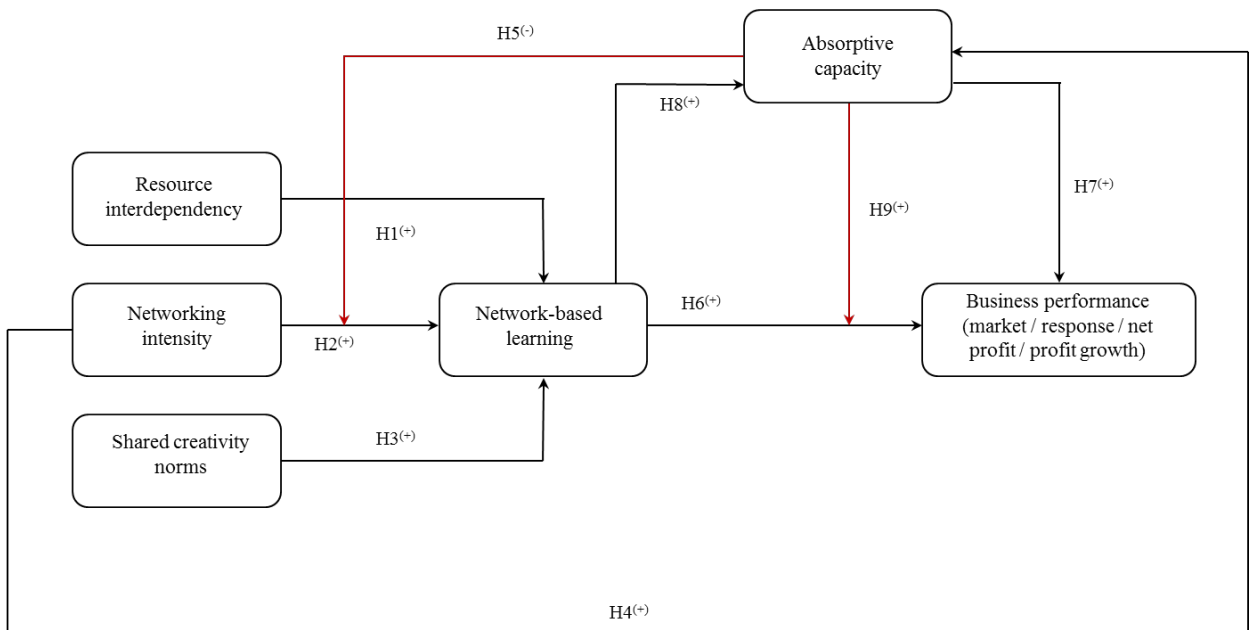 H5(-)
Absorptive
capacity
H8(+)
Resource
interdependency
H7(+)
H9(+)
H1(+)
Networking
intensity
H2(+)
Network-based
learning
H6(+)
Business performance
(market / response / net
profit / profit growth)
Shared creativity
norms
H3(+)
H4(+)